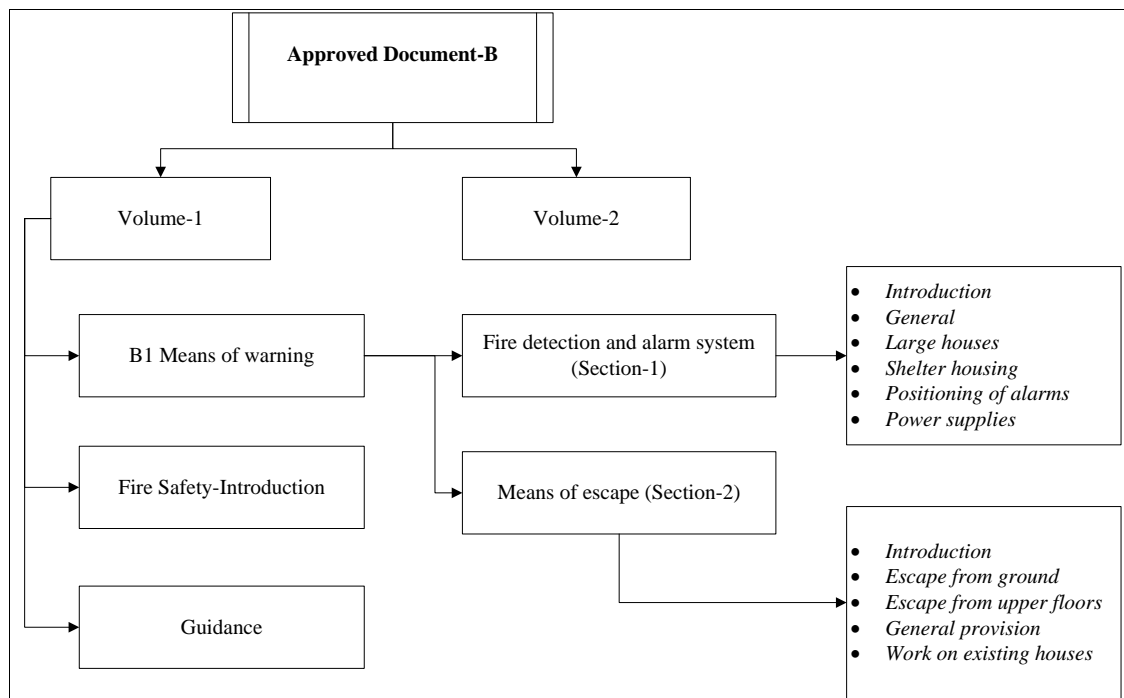 Approved Document-B
Volume-1
Volume-2
B1 Means of warning
Fire detection and alarm system
(Section-1)
• Introduction
• General
• Large houses
• Shelter housing
• Positioning of alarms
• Power supplies
Fire Safety-Introduction
Means of escape (Section-2)
Guidance
• Introduction
• Escape from ground
• Escape from upper floors
• General provision
• Work on existing houses